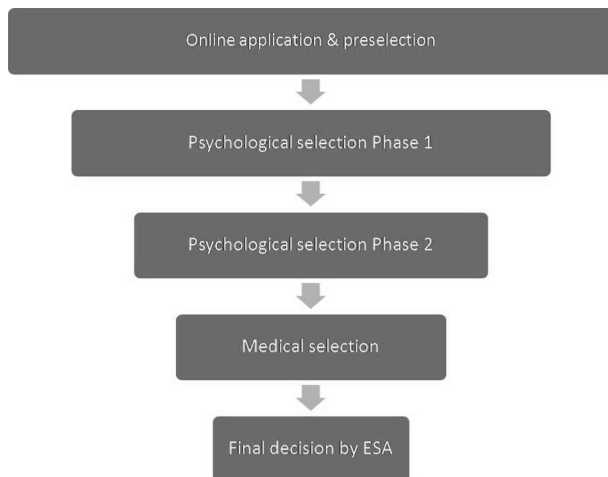 Online application & preselection
Psychological selection Phase 1
Psychological selection Phase 2
Medical selection
Final decision by ESA